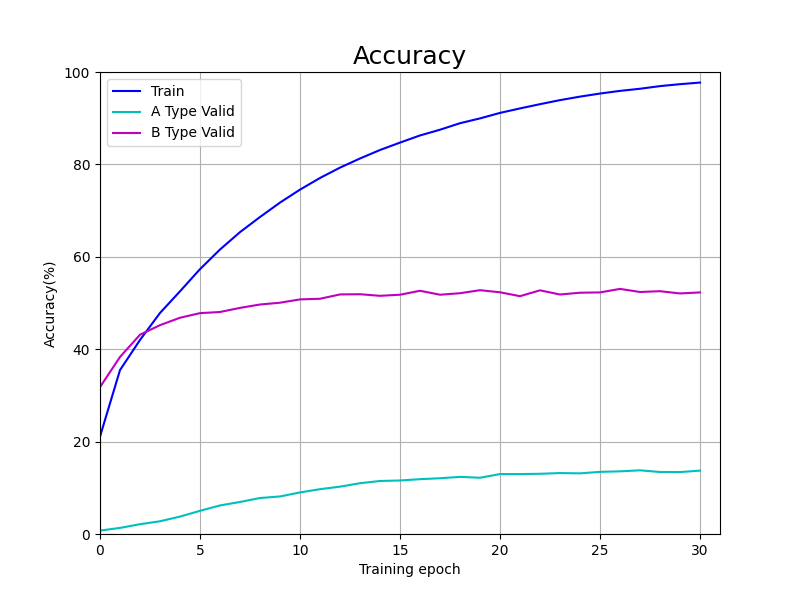 Accuracy
100
80
60
40
20
0
Accuracy(%)
Train
A Type Valid
B Type Valid
0 5 10 15 20 25 30
Training epoch